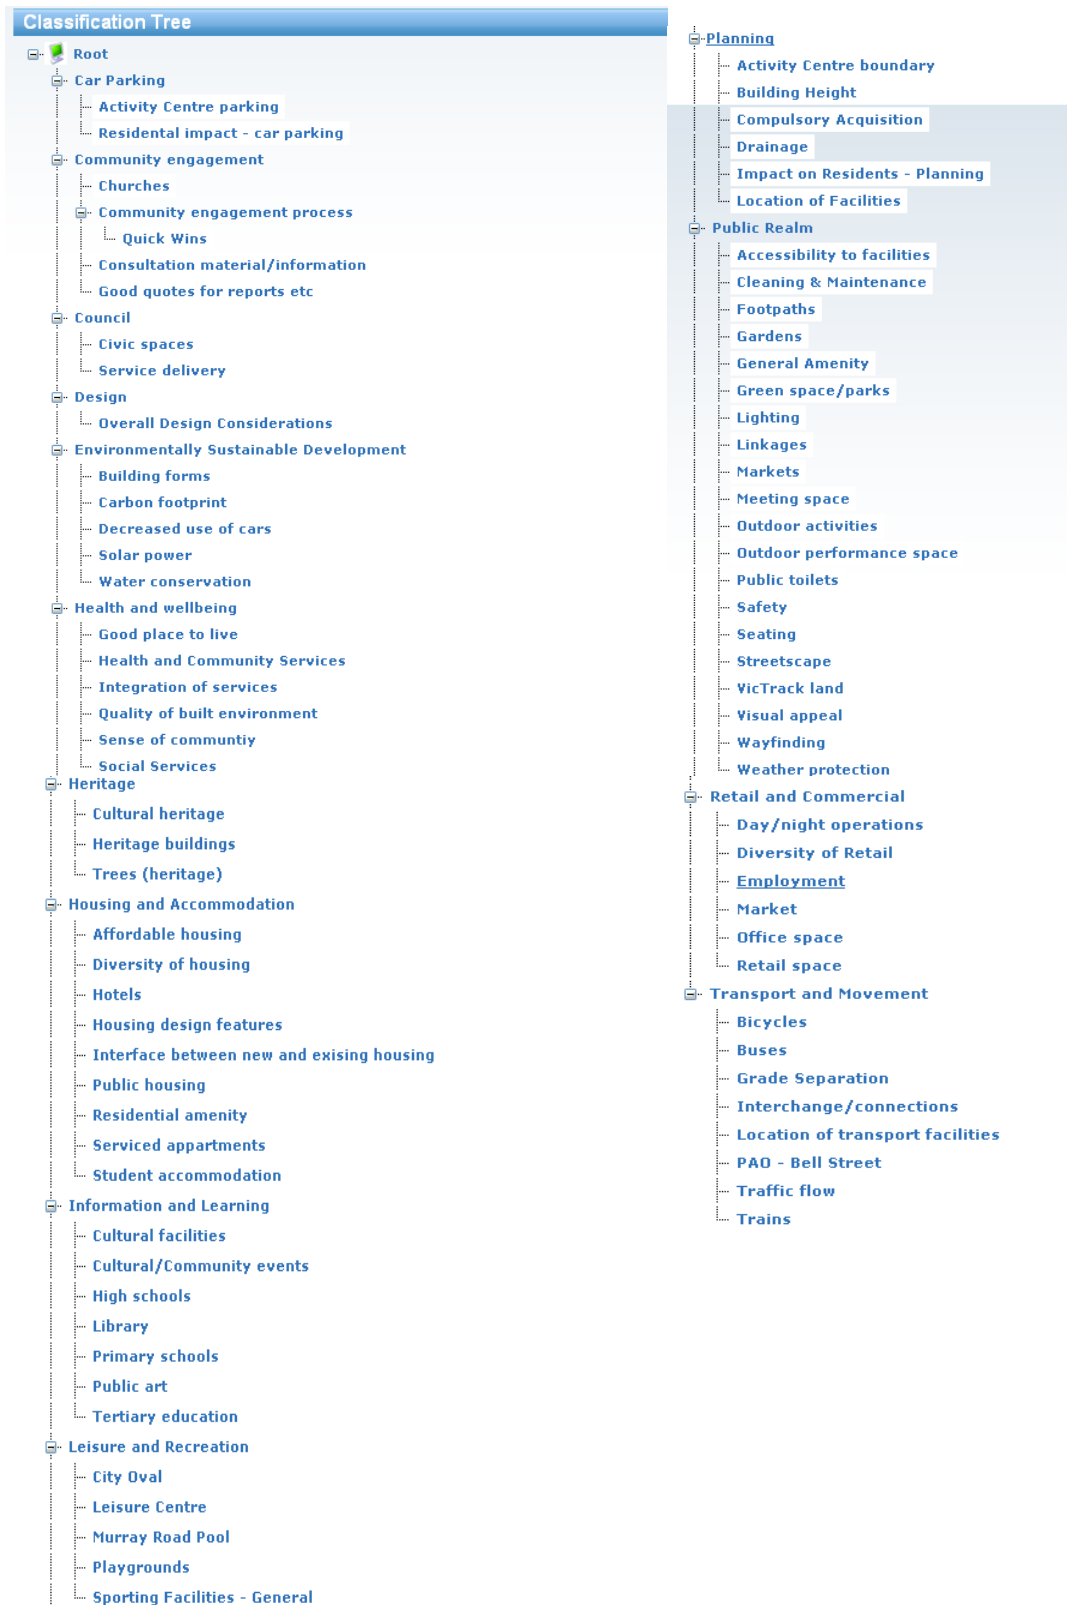 Classification Tree
Root
Car Parking
Activity Centre parking
Residental impact - car parking
Community engagement
Churches
Community engagement process
Quick Wins
Consultation material/information
Good quotes for reports etc
Council
Civic spaces
Service delivery
Design
Overall Design Considerations
Environmentally Sustainable Development
Building forms
Carbon footprint
Decreased use of cars
Solar power
Water conservation
Health and wellbeing
Good place to live
Health and Community Services
Integration of services
Quality of built environment
Sense of communtiy
Social Services
Heritage
Cultural heritage
Heritage buildings
Trees (heritage)
Housing and Accommodation
Affordable housing
Diversity of housing
Hotels
Housing design features
Interface between new and exising housing
Public housing
Residential amenity
Serviced appartments
Student accommodation
Information and Learning
Cultural facilities
Cultural/Community events
High schools
Library
Primary schools
Public art
Tertiary education
Leisure and Recreation
City Oval
Leisure Centre
Murray Road Pool
Playgrounds
Sporting Facilities - General
Planning
Activity Centre boundary
Building Height
Compulsory Acquisition
Drainage
Impact on Residents - Planning
Location of Facilities
Public Realm
Accessibility to facilities
Cleaning & Maintenance
Footpaths
Gardens
General Amenity
Green space/parks
Lighting
Linkages
Markets
Meeting space
Outdoor activities
Outdoor performance space
Public toilets
Safety
Seating
Streetscape
VicTrack land
Visual appeal
Wayfinding
Weather protection
Retail and Commercial
Day/night operations
Diversity of Retail
Employment
Market
Office space
Retail space
Transport and Movement
Bicycles
Buses
Grade Separation
Interchange/connections
Location of transport facilities
PAO - Bell Street
Traffic flow
Trains